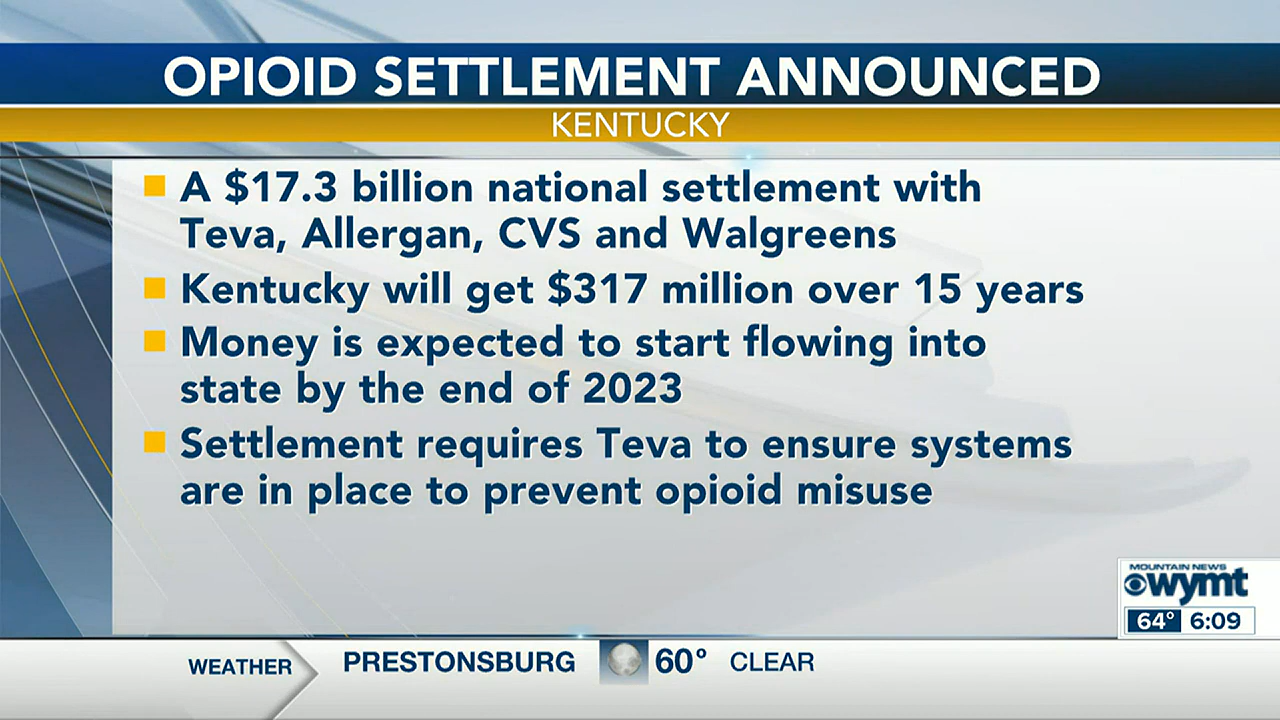 OPIOID SETTLEMENT ANNOUNCED
KENTUCKY
A $17.3 billion national settlement with
Teva, Allergan, CVS and Walgreens
Kentucky will get $317 million over 15 years
Money is expected to start flowing into
state by the end of 2023
Settlement requires Teva to ensure systems
are in place to prevent opioid misuse
MOUNTAIN NEWS
wymt
64° 6:09
WEATHER PRESTONSBURG 60° CLEAR